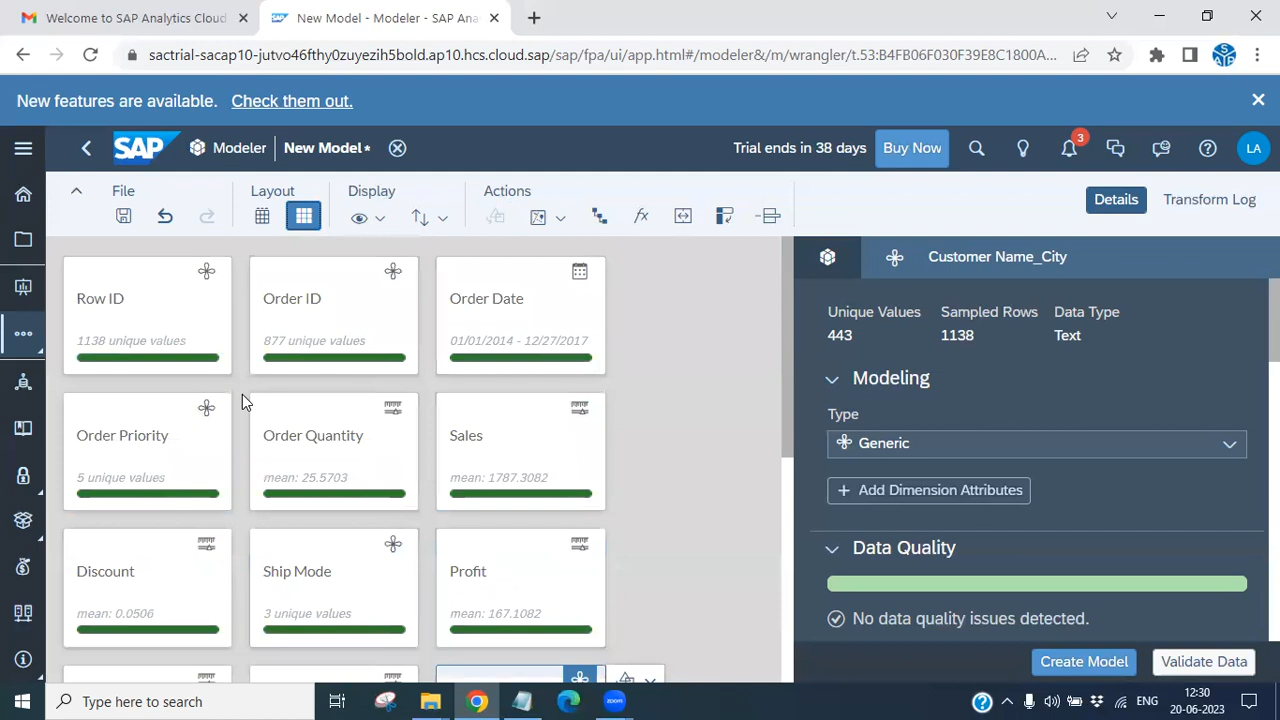 Welcome to SAP Analytics Cloud
New Model - Modeler - SAP Ana
sactrial-sacap10-jutvo46fthy0zuyezih5bold.ap10.hcs.cloud.sap/sap/fpa/ui/app.html#/modeler&/m/wrangler/t.53:B4FB06F030F39E8C1800A...
New features are available. Check them out.
SAP Modeler New Model* Trial ends in 38 days Buy Now 3 LA
File Layout Display Actions Details Transform Log
fx
Customer Name_City
Row ID Order ID Order Date
1138 unique values 877 unique values 01/01/2014 - 12/27/2017
Unique Values Sampled Rows Data Type
443 1138 Text
Modeling
Type
Generic
+ Add Dimension Attributes
Order Priority Order Quantity Sales
5 unique values mean: 25.5703 mean: 1787.3082
Data Quality
No data quality issues detected.
Discount Ship Mode Profit
mean: 0.0506 3 unique values mean: 167.1082
Create Model Validate Data
Type here to search
zoom
ENG
12:30
20-06-2023